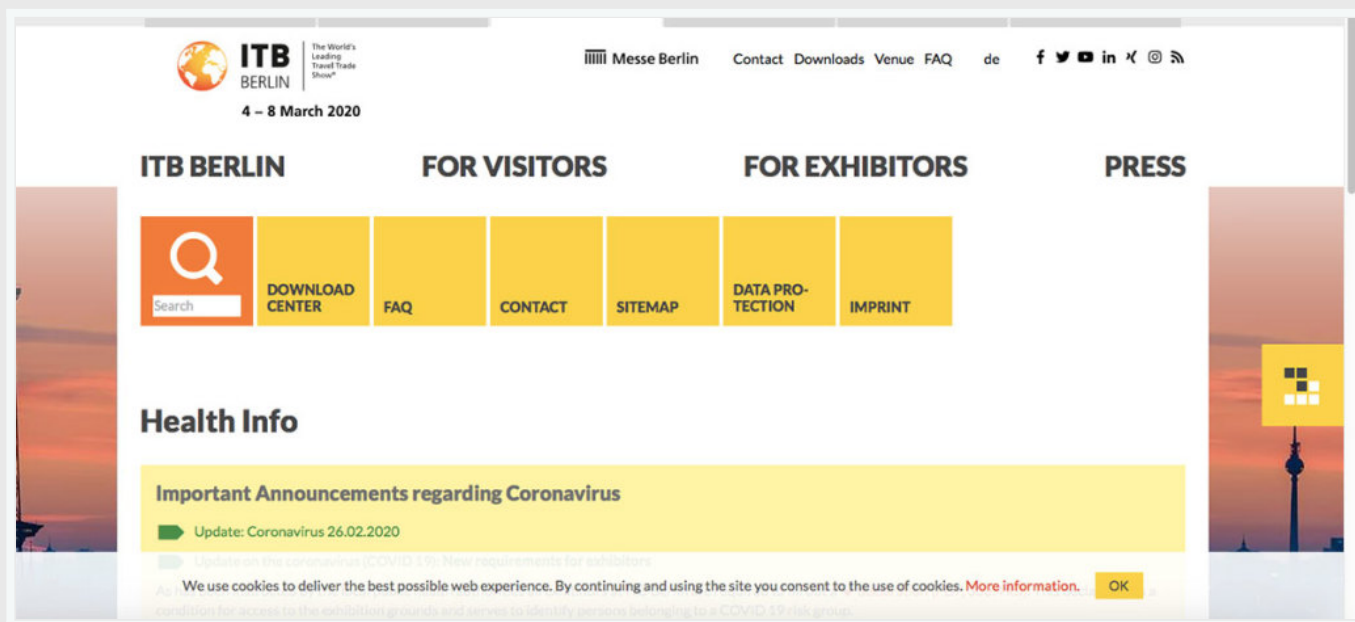 ITB
BERLIN
The World's
Leading
Travel Trade
Show®
4 – 8 March 2020
Messe Berlin
Contact Downloads Venue FAQ de
ITB BERLIN FOR VISITORS FOR EXHIBITORS PRESS
Search
DOWNLOAD
CENTER
FAQ
CONTACT
SITEMAP
DATA PRO-
TECTION
IMPRINT
Health Info
Important Announcements regarding Coronavirus
Update: Coronavirus 26.02.2020
Update on the coronavirus (COVID 19): New requirements for exhibitors
We use cookies to deliver the best possible web experience. By continuing and using the site you consent to the use of cookies. More information. OK
condition for access to the exhibition grounds and serves to identify persons belonging to a COVID 19 risk group.